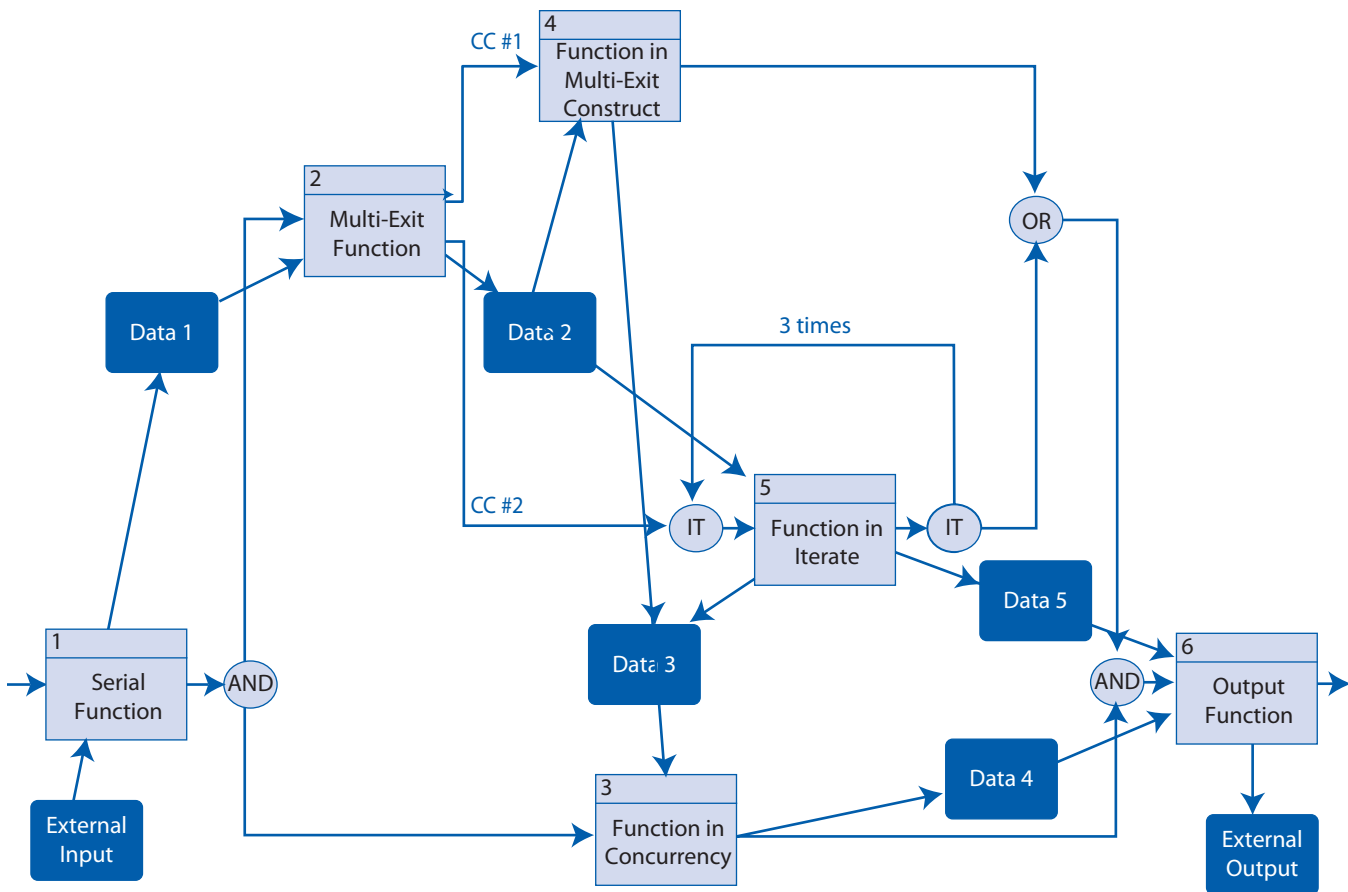 4
Function in
Multi-Exit
Construct
CC #1
2
Multi-Exit
Function
OR
Data 1
Data 2
3 times
CC #2
IT
5
Function in
Iterate
IT
Data 5
1
Serial
Function
AND
Data 3
6
Output
Function
AND
Data 4
3
Function in
Concurrency
External
Input
External
Output